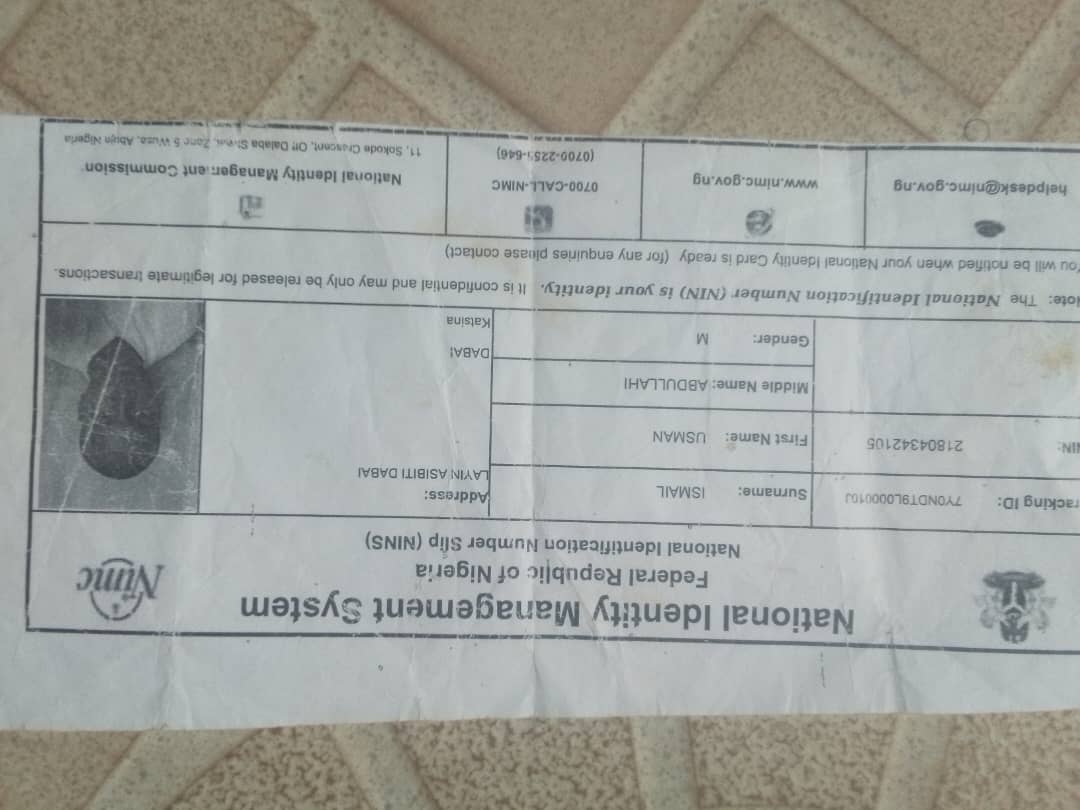 National Identity Management System
Federal Republic of Nigeria
National Identification Number Slip (NINS)
Nimc
racking ID: 7YONDT9L000010J
Surname: ISMAIL
Address:
LAYIN ASIBITI DABAI
NIN: 21804342105
First Name: USMAN
Middle Name: ABDULLAHI
DABAI
Gender: M
Katsina
Note: The National Identification Number (NIN) is your identity. It is confidential and may only be released for legitimate transactions.
You will be notified when your National Identity Card is ready (for any enquiries please contact)
helpdesk@nimc.gov.ng
www.nimc.gov.ng
0700-CALL-NIMC
(0700-2255-646)
National Identity Management Commission
11, Sokode Crescent, Off Dalaba Street, Zone 5 Wuse, Abuja Nigeria